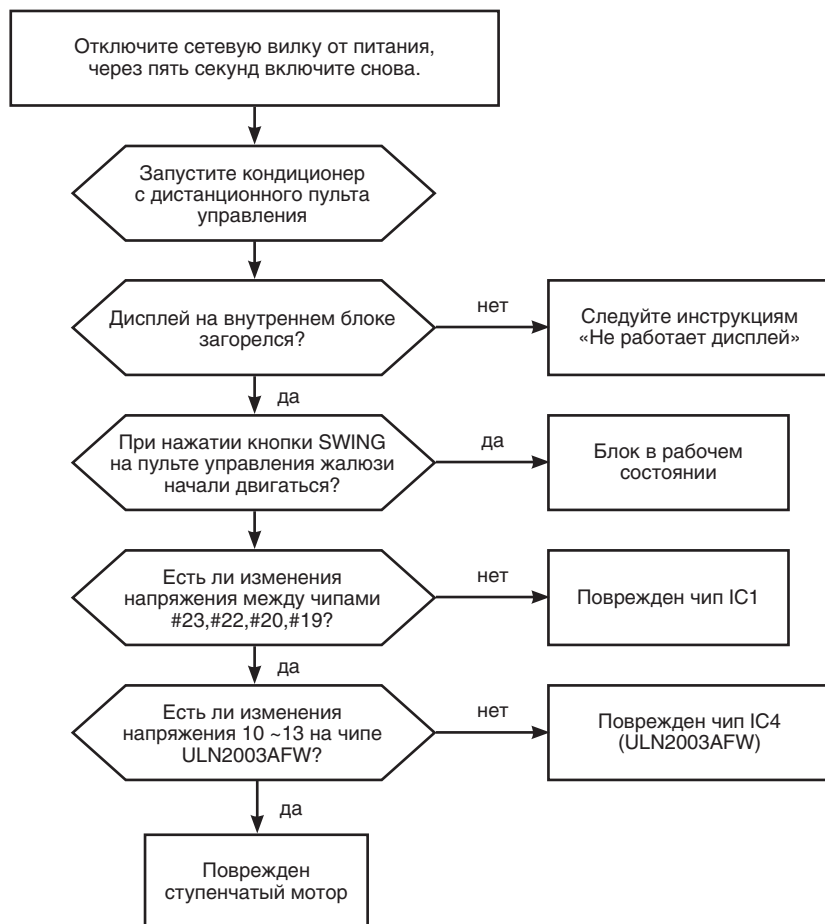 Отключите сетевую вилку от питания,
через пять секунд включите снова.
Запустите кондиционер
с дистанционного пульта
управления
Дисплей на внутреннем блоке
загорелся?
нет
Следуйте инструкциям
«Не работает дисплей»
да
При нажатии кнопки SWING
на пульте управления жалюзи
начали двигаться?
да
Блок в рабочем
состоянии
Есть ли изменения
напряжения между чипами
#23,#22,#20,#19?
нет
Поврежден чип IC1
да
Есть ли изменения
напряжения 10 ~13 на чипе
ULN2003AFW?
нет
Поврежден чип IC4
(ULN2003AFW)
да
Поврежден
ступенчатый мотор